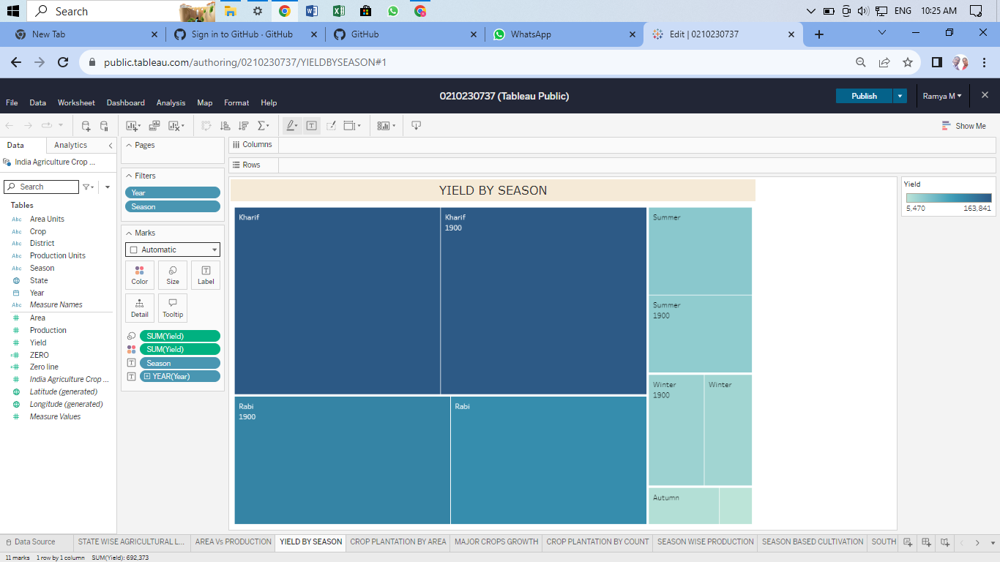 Search
ENG
10:25 AM
New Tab
Sign in to GitHub · GitHub
GitHub
WhatsApp
Edit | 0210230737
public.tableau.com/authoring/0210230737/YIELDBYSEASON#1
0210230737 (Tableau Public)
Publish
Ramya M
File Data Worksheet Dashboard Analysis Map Format Help
Show Me
Data
Analytics
India Agriculture Crop ...
Search
Tables
Abc Area Units
Abc Crop
Abc District
Abc Production Units
Abc Season
State
Year
Abc Measure Names
# Area
# Production
# Yield
=# ZERO
=# Zero line
# India Agriculture Crop ...
Latitude (generated)
Longitude (generated)
# Measure Values
Pages
Filters
Year
Season
Marks
Automatic
Color
Size
Label
Detail
Tooltip
SUM(Yield)
SUM(Yield)
Season
YEAR(Year)
Columns
Rows
YIELD BY SEASON
Kharif
Kharif
1900
Rabi
1900
Rabi
Summer
Summer
1900
Winter
1900
Winter
Autumn
Yield
5,470
163,841
Data Source
STATE WISE AGRICULTURAL L...
AREA Vs PRODUCTION
YIELD BY SEASON
CROP PLANTATION BY AREA
MAJOR CROPS GROWTH
CROP PLANTATION BY COUNT
SEASON WISE PRODUCTION
SEASON BASED CULTIVATION
SOUTH
11 marks
1 row by 1 column
SUM(Yield): 692,373